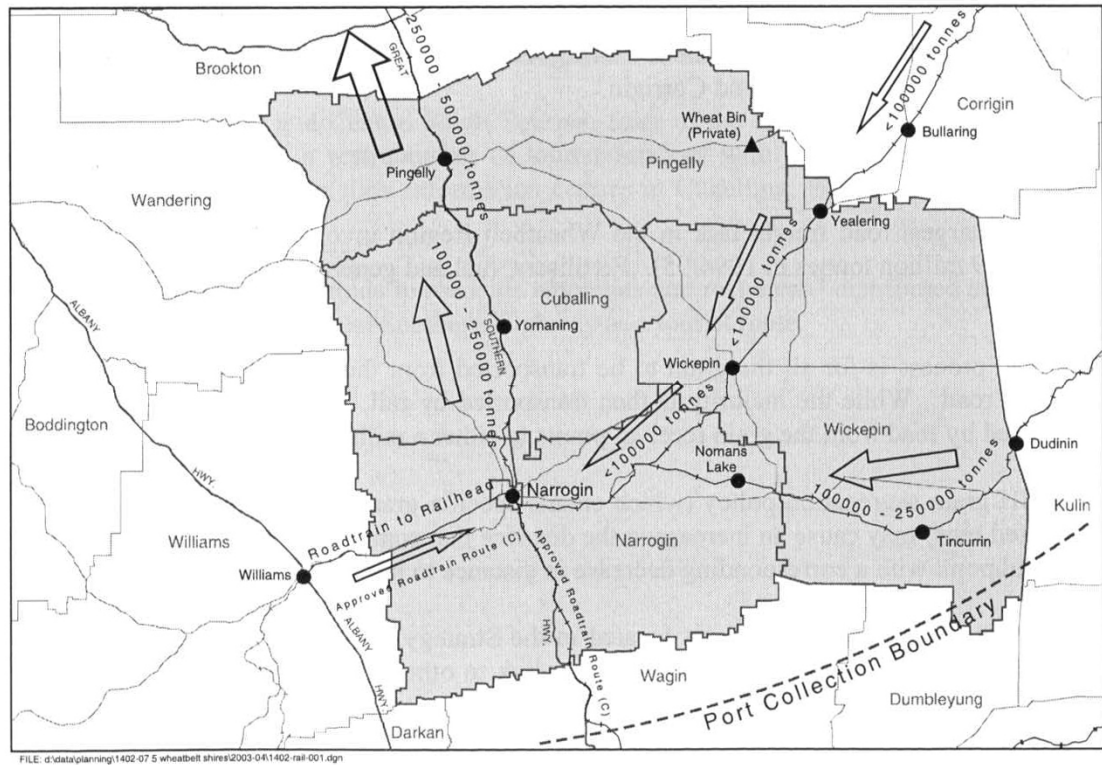 Brookton
GREAT
250000 - 500000 tonnes
<100000 tonnes
Corrigin
Bullaring
Wheat Bin
(Private)
Pingelly
Pingelly
Wandering
Yealering
ALBANY
HWY
Cuballing
<100000 tonnes
100000 - 250000 tonnes
Yornaning
SOUTHERN
Wickepin
Boddington
Wickepin
<100000 tonnes
Nomans
Lake
Dudinin
100000 - 250000 tonnes
Kulin
Narrogin
Roadtrain to Railhead
Tincurrin
Williams
Approved Roadtrain Route (C)
Narrogin
Williams
Approved Roadtrain Route (C)
HWY
ALBANY
HWY
Port Collection Boundary
Wagin
Dumbleyung
Darkan
FILE: d:\data\planning\1402-07 5 wheatbelt shires\2003-04\1402-rail-001.dgn